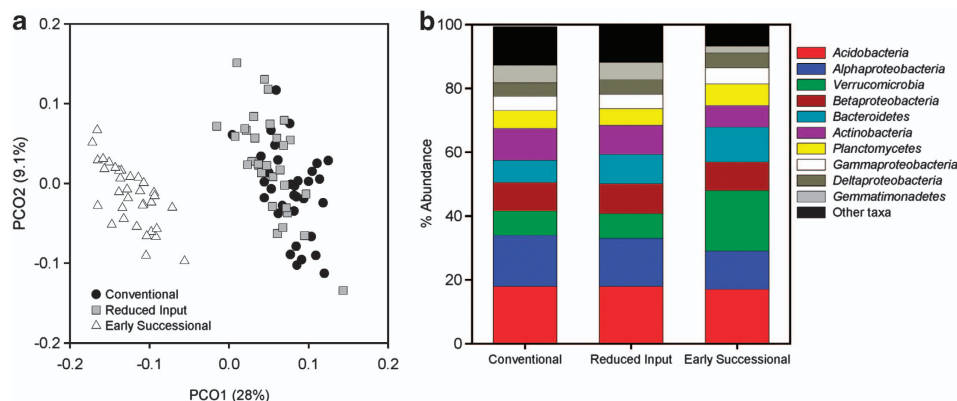 a
0.2
0.1
0.0
-0.1
-0.2
PCO2 (9.1%)
Conventional
Reduced Input
Early Successional
-0.2
-0.1
0.0
0.1
0.2
PCO1 (28%)
b
100
80
60
40
20
0
% Abundance
Conventional
Reduced Input
Early Successional
Acidobacteria
Alphaproteobacteria
Verrucomicrobia
Betaproteobacteria
Bacteroidetes
Actinobacteria
Planctomycetes
Gammaproteobacteria
Deltaproteobacteria
Gemmatimonadetes
Other taxa